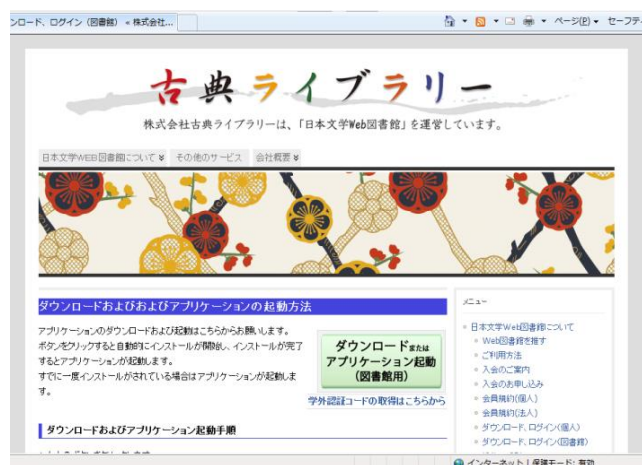 ンロード、ログイン（図書館） « 株式会社...
ページ(P)▼ セーフテ
古典ライブラリー
株式会社古典ライブラリーは、「日本文学Web図書館」を運営しています。
日本文学WEB図書館について その他のサービス 会社概要
ダウンロードおよびおよびアプリケーションの起動方法
アプリケーションのダウンロードおよび起動はこちらからお願いします。
ボタンをクリックすると自動的にインストールが開始し、インストールが完了
するとアプリケーションが起動します。
すでに一度インストールがされている場合はアプリケーションが起動しま
す。
ダウンロードまたは
アプリケーション起動
（図書館用）
学外認証コードの取得はこちらから
ダウンロードおよびアプリケーション起動手順
メニュー
日本文学Web図書館について
Web図書館を推す
ご利用方法
入会のご案内
入会のお申し込み
会員規約(個人)
会員規約(法人)
ダウンロード、ログイン(個人)
ダウンロード、ログイン(図書館)
インターネット | 保護モード: 有効